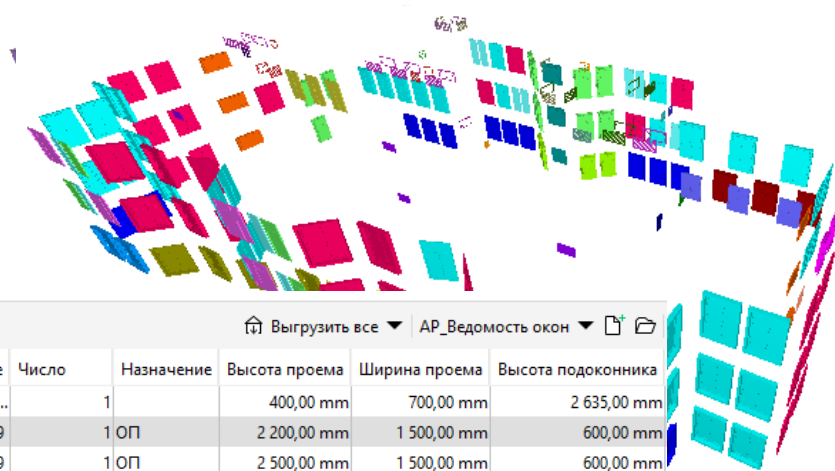 Выгрузить все АР_Ведомость окон
Число Назначение Высота проема Ширина проема Высота подоконника
.. 1 400,00 mm 700,00 mm 2 635,00 mm
9 1 ОП 2 200,00 mm 1 500,00 mm 600,00 mm
9 1 ОП 2 500,00 mm 1 500,00 mm 600,00 mm